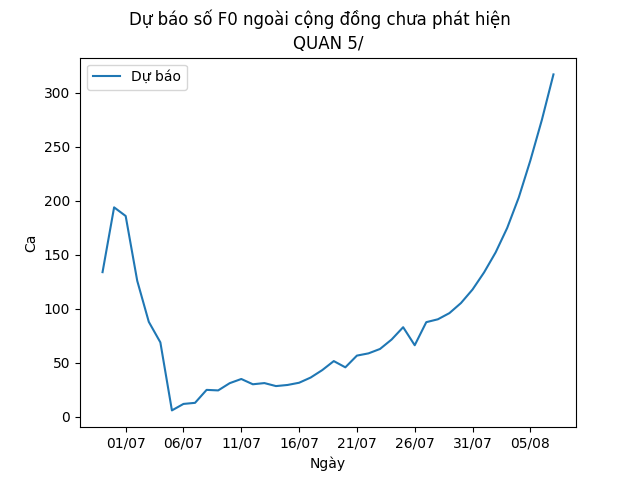 Dự báo số F0 ngoài cộng đồng chưa phát hiện
QUAN 5/
Dự báo
Ca
300
250
200
150
100
50
0
01/07 06/07 11/07 16/07 21/07 26/07 31/07 05/08
Ngày